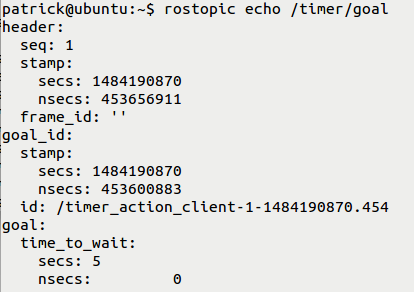 patrick@ubuntu:~$ rostopic echo /timer/goal
header:
  seq: 1
  stamp:
    secs: 1484190870
    nsecs: 453656911
  frame_id: ''
goal_id:
  stamp:
    secs: 1484190870
    nsecs: 453600883
  id: /timer_action_client-1-1484190870.454
goal:
  time_to_wait:
    secs: 5
    nsecs:         0